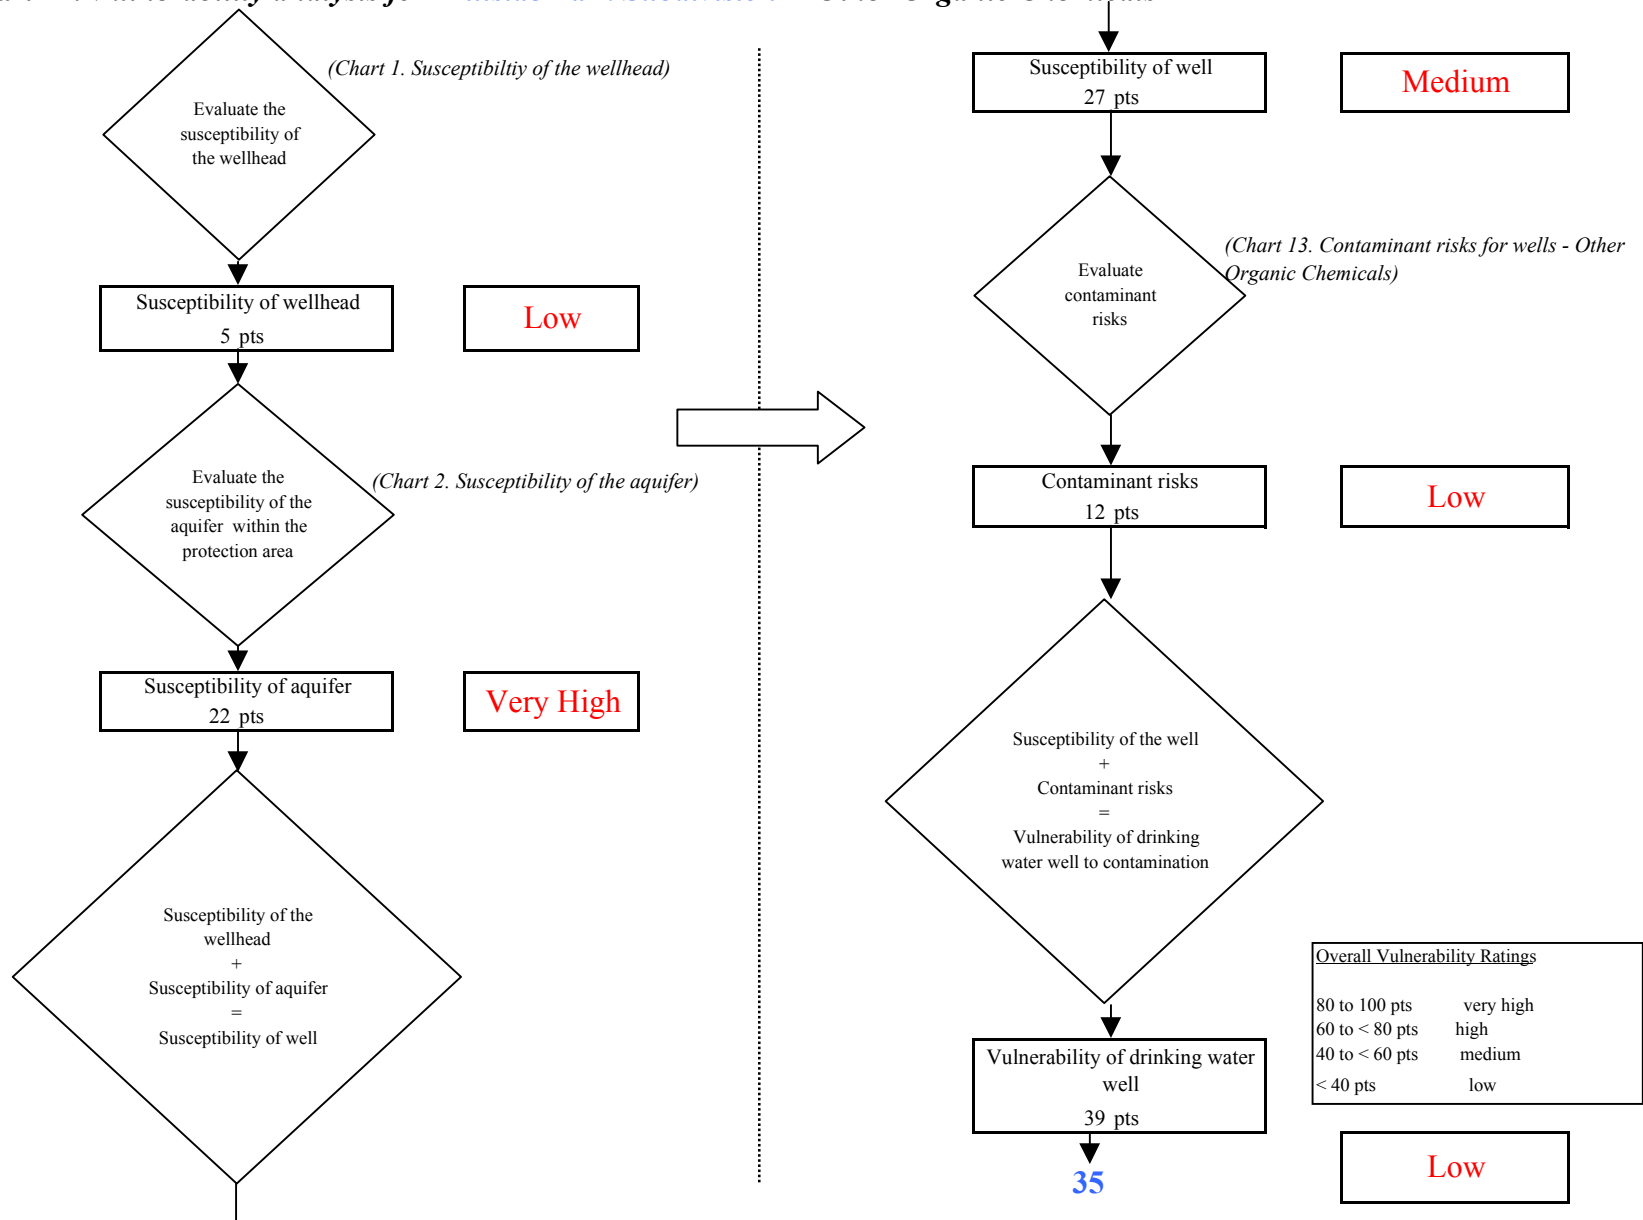 Organic Chemicals
(Chart 1. Susceptibiltiy of the wellhead)
Evaluate the
susceptibility of
the wellhead
Susceptibility of wellhead
5 pts
Low
Evaluate the
susceptibility of the
aquifer within the
protection area
(Chart 2. Susceptibility of the aquifer)
Susceptibility of aquifer
22 pts
Very High
Susceptibility of the
wellhead
+
Susceptibility of aquifer
=
Susceptibility of well
Susceptibility of well
27 pts
Medium
Evaluate
contaminant
risks
(Chart 13. Contaminant risks for wells - Other
Organic Chemicals)
Contaminant risks
12 pts
Low
Susceptibility of the well
+
Contaminant risks
=
Vulnerability of drinking
water well to contamination
Overall Vulnerability Ratings
80 to 100 pts very high
60 to < 80 pts high
40 to < 60 pts medium
< 40 pts low
Vulnerability of drinking water
well
39 pts
35
Low